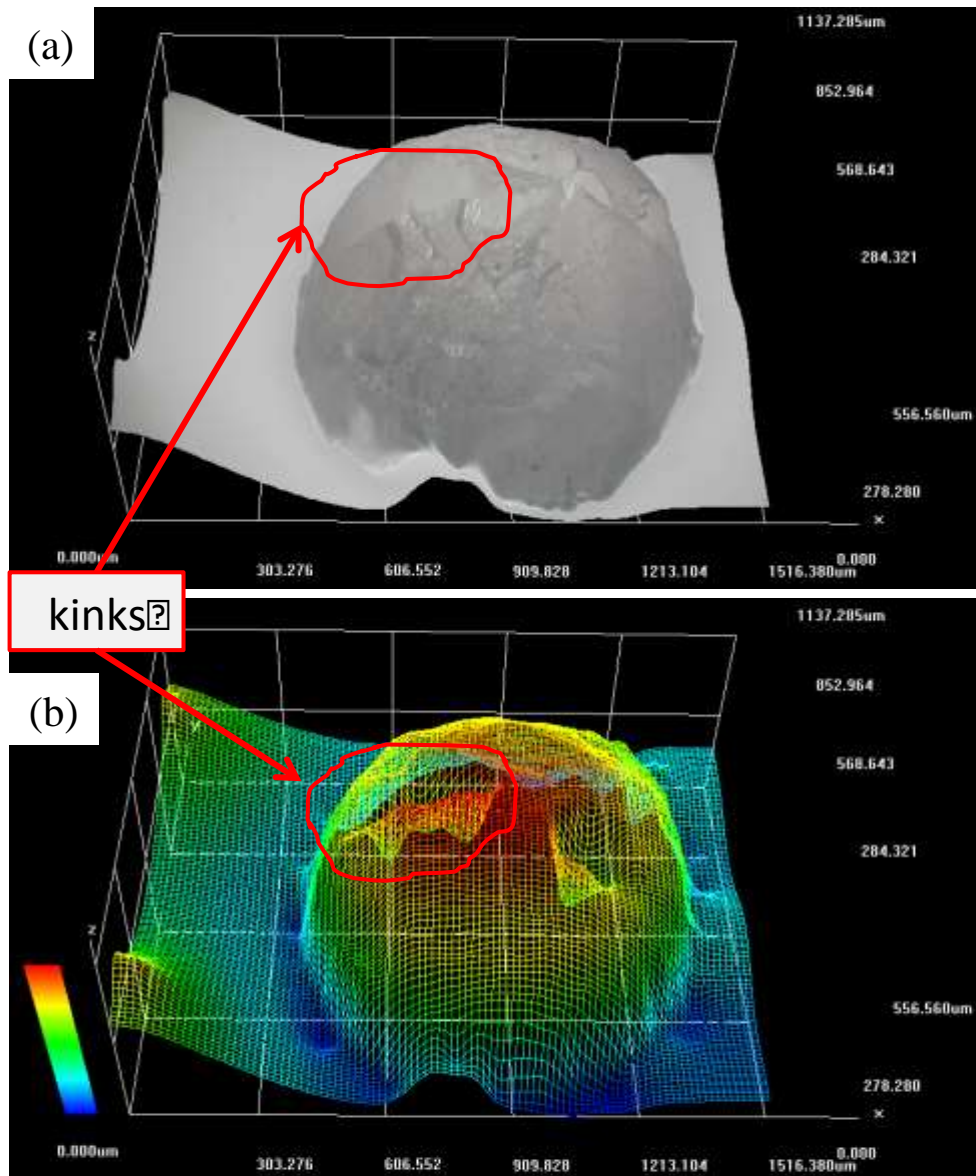 (a)
1137.285um
852.964
568.643
284.321
Z
556.560um
278.280
X
0.000um
303.276
606.552
909.828
1213.104
1516.380um
0.000
kinks⍰
(b)
1137.285um
852.964
568.643
284.321
Z
556.560um
278.280
X
0.000um
303.276
606.552
909.828
1213.104
1516.380um
0.000